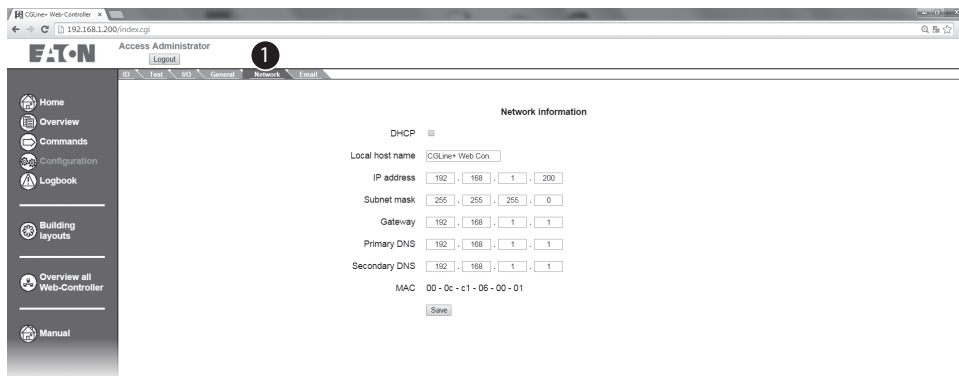 CGLine+ Web-Controller ×
192.168.1.200/index.cgi
EATON
Access Administrator
Logout
1
ID Test I/O General Network Email
Home
Overview
Commands
Configuration
Logbook
Building
layouts
Overview all
Web-Controller
Manual
Network information
DHCP
Local host name CGLine+ Web Con.
IP address 192 . 168 . 1 . 200
Subnet mask 255 . 255 . 255 . 0
Gateway 192 . 168 . 1 . 1
Primary DNS 192 . 168 . 1 . 1
Secondary DNS 192 . 168 . 1 . 1
MAC 00 - 0c - c1 - 06 - 00 - 01
Save